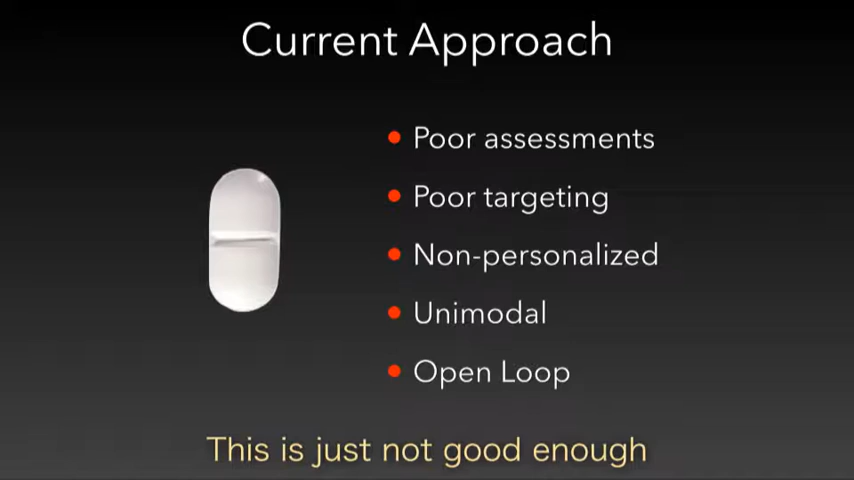 Current Approach
Poor assessments
Poor targeting
Non-personalized
Unimodal
Open Loop
This is just not good enough